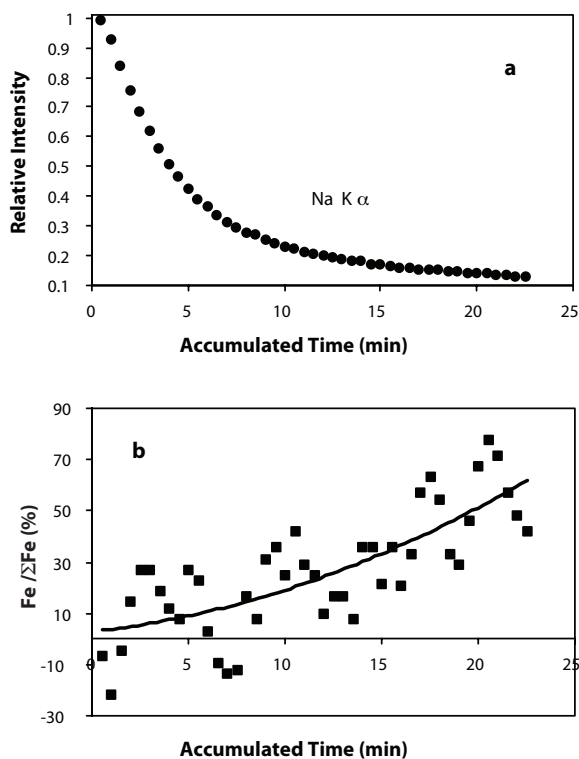 1
0.9
0.8
0.7
0.6
0.5
0.4
0.3
0.2
0.1
Relative Intensity
a
Na K α
0 5 10 15 20 25
Accumulated Time (min)
90
70
50
30
10
-10
-30
Fe /ΣFe (%)
b
0 5 10 15 20 25
Accumulated Time (min)